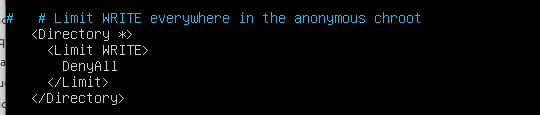 #   # Limit WRITE everywhere in the anonymous chroot
<Directory *>
<Limit WRITE>
DenyAll
</Limit>
</Directory>